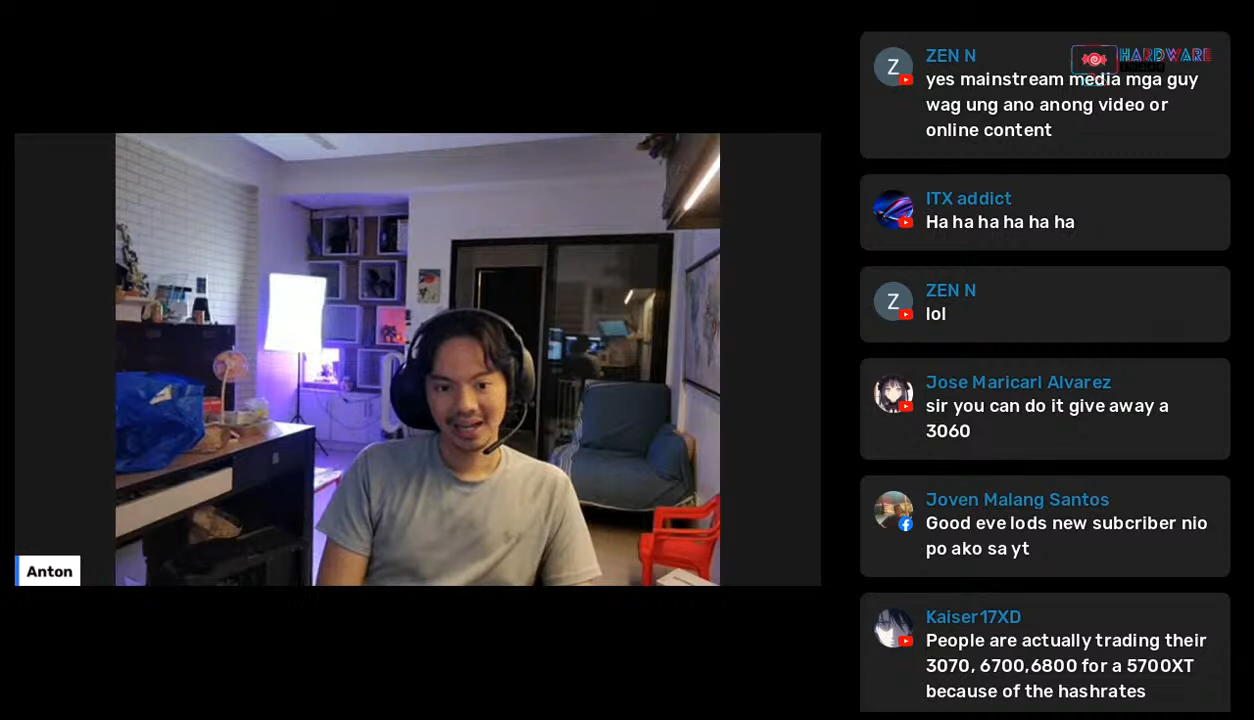 ZEN N
HARDWARE
yes mainstream media mga guy
wag ung ano anong video or
online content
ITX addict
Ha ha ha ha ha ha
Z
ZEN N
lol
Jose Maricarl Alvarez
sir you can do it give away a
3060
Joven Malang Santos
Good eve lods new subcriber nio
po ako sa yt
Anton
Kaiser17XD
People are actually trading their
3070, 6700,6800 for a 5700XT
because of the hashrates